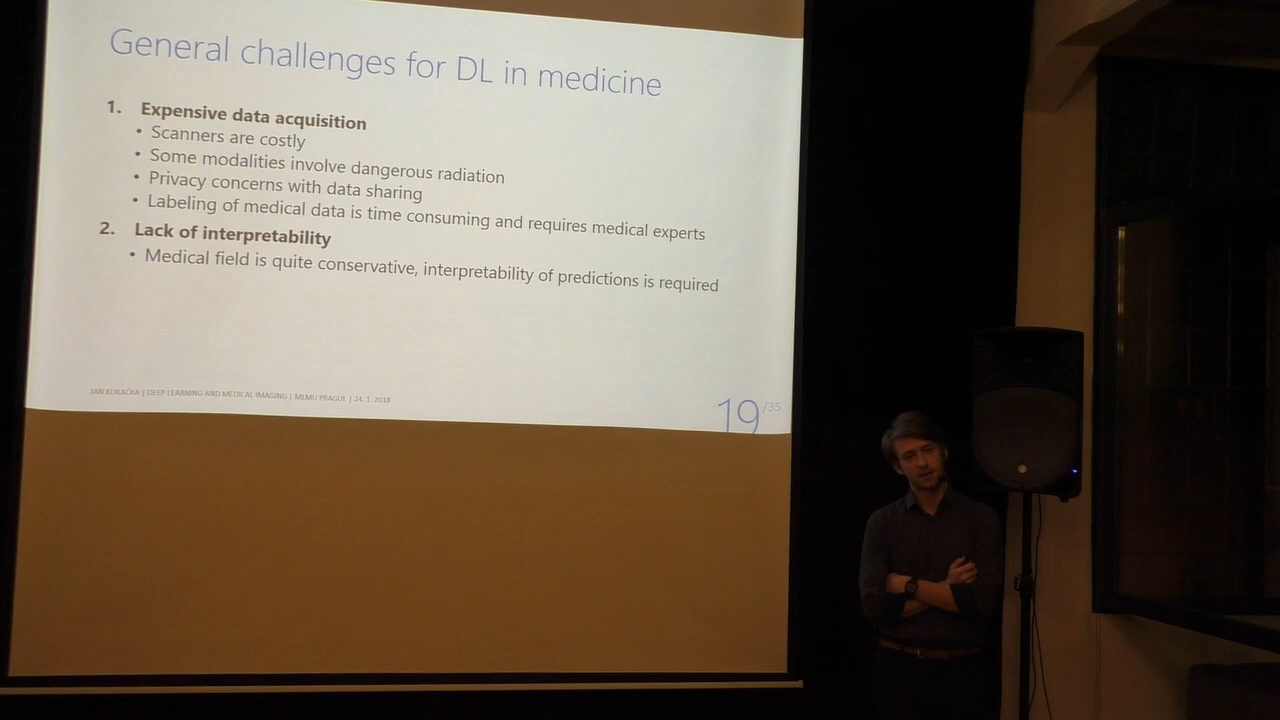 General challenges for DL in medicine
1. Expensive data acquisition
• Scanners are costly
• Some modalities involve dangerous radiation
• Privacy concerns with data sharing
• Labeling of medical data is time consuming and requires medical experts
2. Lack of interpretability
• Medical field is quite conservative, interpretability of predictions is required
JAN KUKAČKA | DEEP LEARNING AND MEDICAL IMAGING | MLMU PRAGUE | 24. 1. 2018
19/35